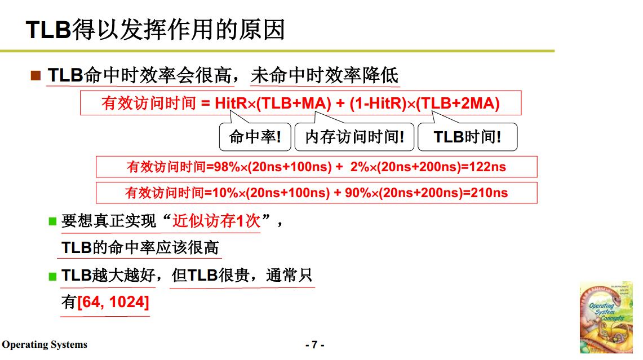 TLB得以发挥作用的原因
TLB命中时效率会很高，未命中时效率降低
有效访问时间 = HitR×(TLB+MA) + (1-HitR)×(TLB+2MA)
命中率! 内存访问时间! TLB时间!
有效访问时间=98%×(20ns+100ns) + 2%×(20ns+200ns)=122ns
有效访问时间=10%×(20ns+100ns) + 90%×(20ns+200ns)=210ns
要想真正实现“近似访存1次”，
TLB的命中率应该很高
TLB越大越好，但TLB很贵，通常只
有[64, 1024]
Operating
System
Concepts
Operating Systems
- 7 -